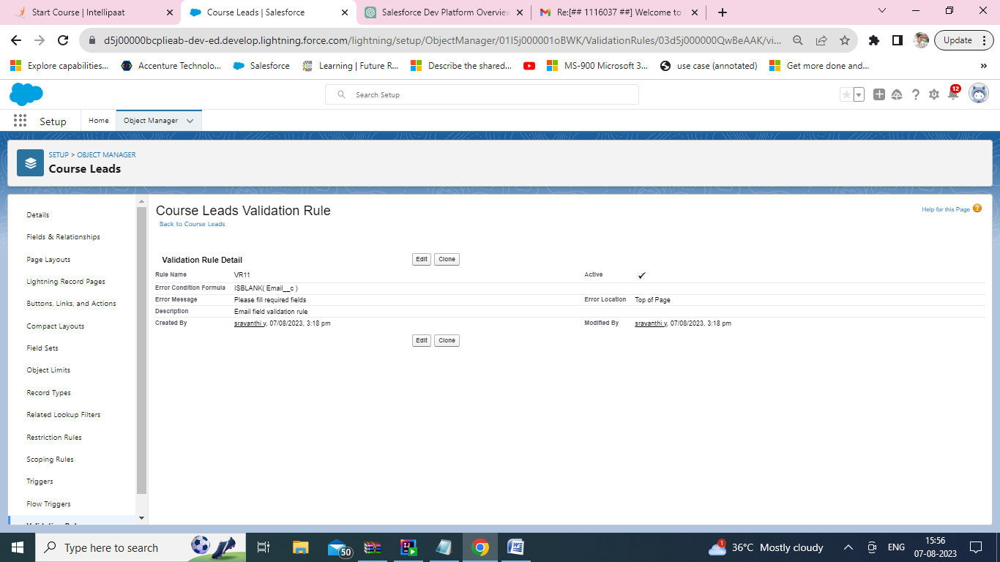 Start Course | Intellipaat
Course Leads | Salesforce
Salesforce Dev Platform Overview
Re:[## 1116037 ##] Welcome to
d5j00000bcplieab-dev-ed.develop.lightning.force.com/lightning/setup/ObjectManager/01I5j000001oBWK/ValidationRules/03d5j000000QwBeAAK/vi...
Update
Explore capabilities...
Accenture Technolo...
Salesforce
Learning | Future R...
Describe the shared...
MS-900 Microsoft 3...
use case (annotated)
Get more done and...
»
Search Setup
12
Setup
Home
Object Manager
SETUP > OBJECT MANAGER
Course Leads
Details
Fields & Relationships
Page Layouts
Lightning Record Pages
Buttons, Links, and Actions
Compact Layouts
Field Sets
Object Limits
Record Types
Related Lookup Filters
Restriction Rules
Scoping Rules
Triggers
Flow Triggers
Course Leads Validation Rule
Help for this Page
Back to Course Leads
Validation Rule Detail
Edit Clone
Rule Name VR11 Active
Error Condition Formula ISBLANK( Email__c )
Error Message Please fill required fields Error Location Top of Page
Description Email field validation rule
Created By sravanthi y, 07/08/2023, 3:18 pm Modified By sravanthi y, 07/08/2023, 3:18 pm
Edit Clone
Type here to search
50
1
36°C Mostly cloudy
ENG
15:56
07-08-2023